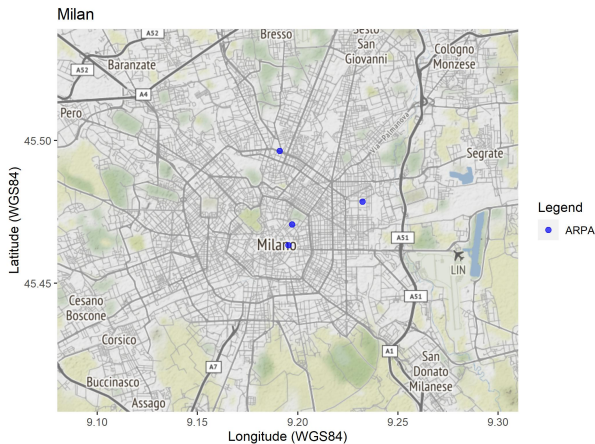 Milan
A52
Bresso
Sesto
San
Giovanni
Cologno
Monzese
Baranzate
A52
A4
Pero
Viale Palmanova
Segrate
45.50
Latitude (WGS84)
Legend
ARPA
Milano
A51
LIN
45.45
Cesano
Boscone
A51
Corsico
A7
A1
San
Donato
Milanese
Buccinasco
Assago
9.10
9.15
9.20
9.25
9.30
Longitude (WGS84)